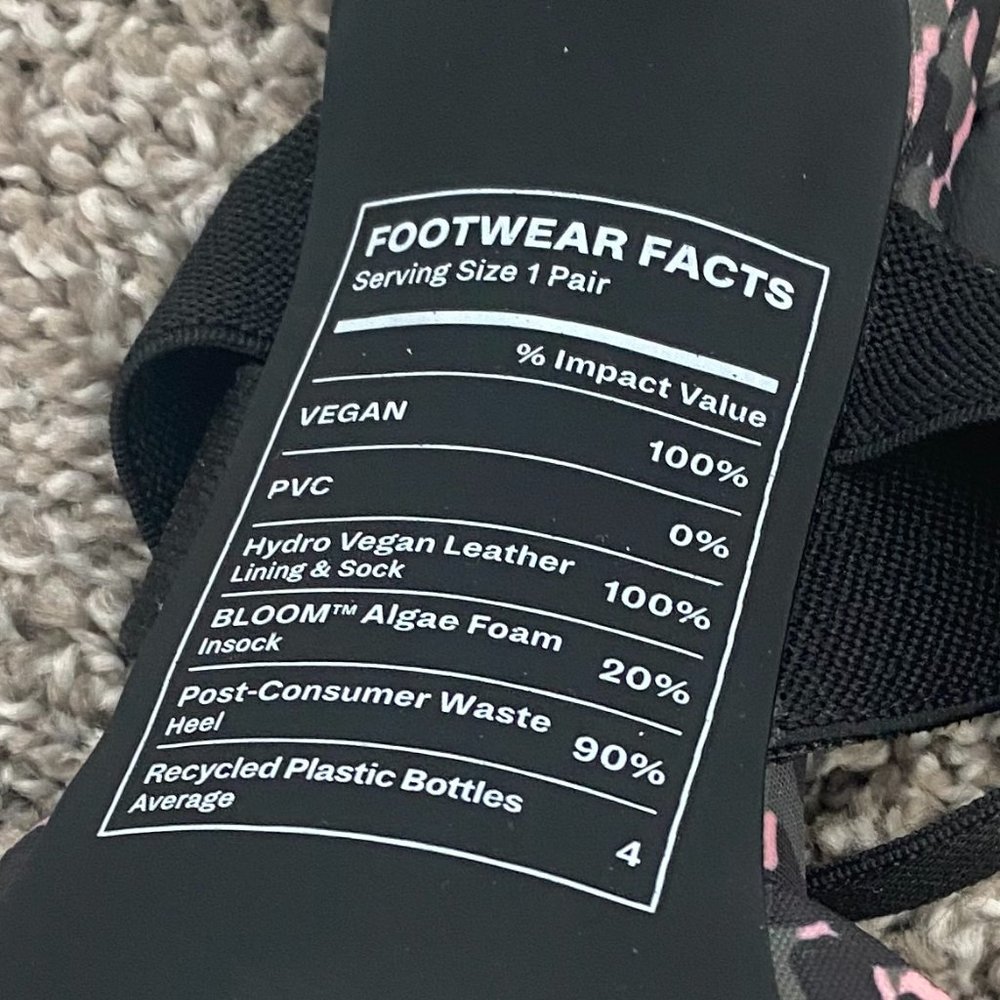 FOOTWEAR FACTS
Serving Size 1 Pair
% Impact Value
VEGAN 100%
PVC 0%
Hydro Vegan Leather 100%
Lining & Sock
BLOOM™ Algae Foam 20%
Insock
Post-Consumer Waste 90%
Heel
Recycled Plastic Bottles 4
Average